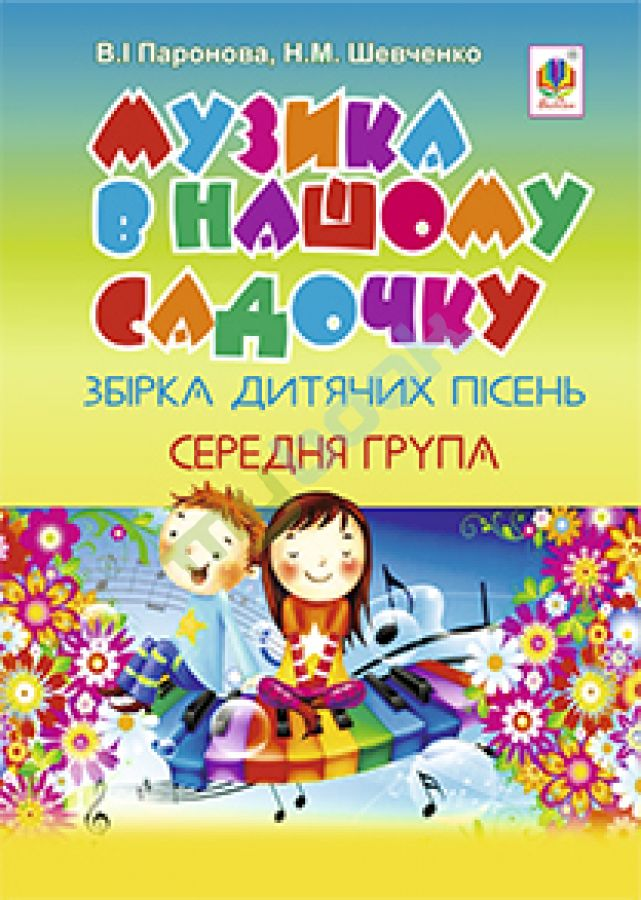 В.І Паронова, Н.М. Шевченко
МУЗИКА
В НАШОМУ
САДОЧКУ
ЗБІРКА ДИТЯЧИХ ПІСЕНЬ
СЕРЕДНЯ ГРУПА